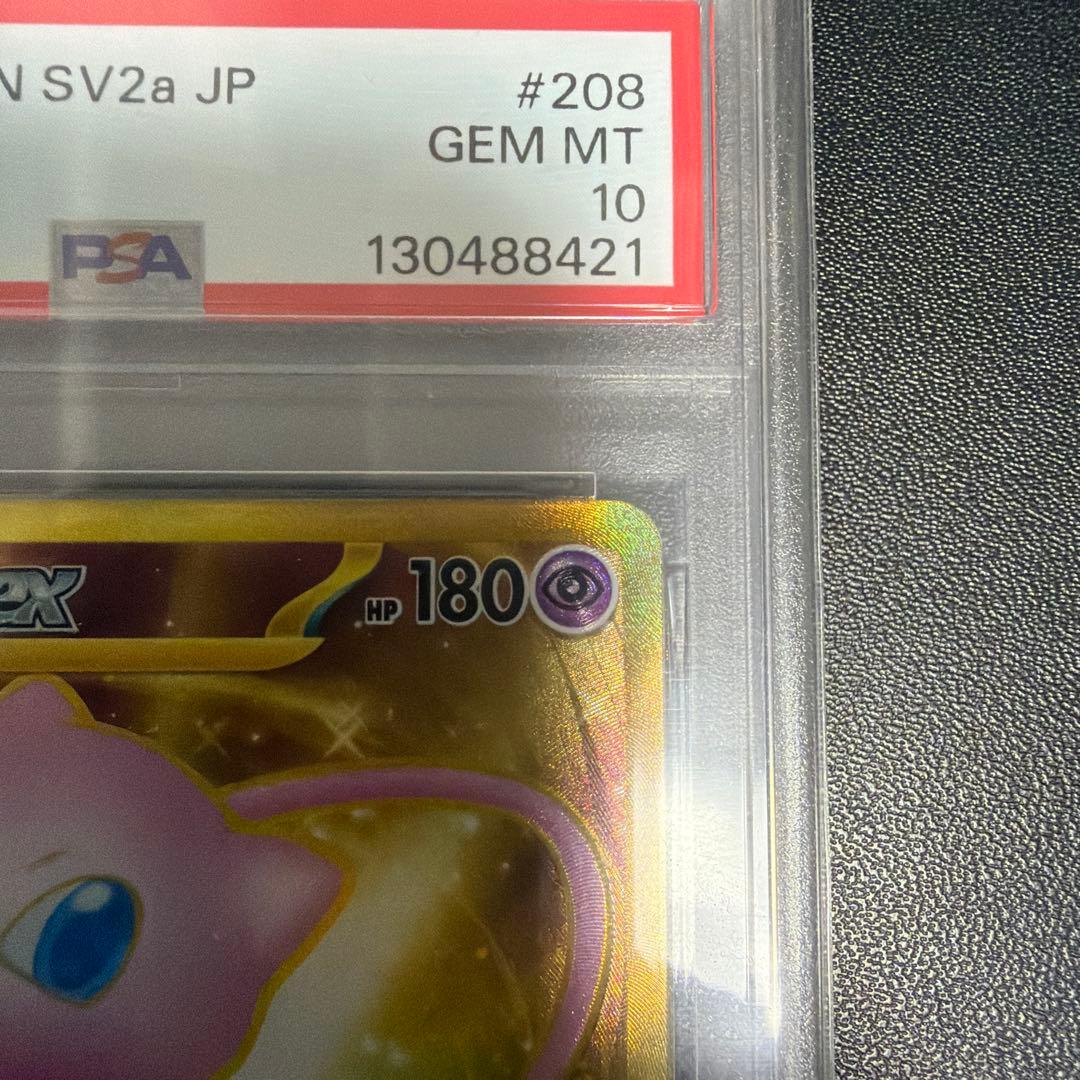 N SV2a JP #208
GEM MT
10
PSA 130488421
ex HP 180